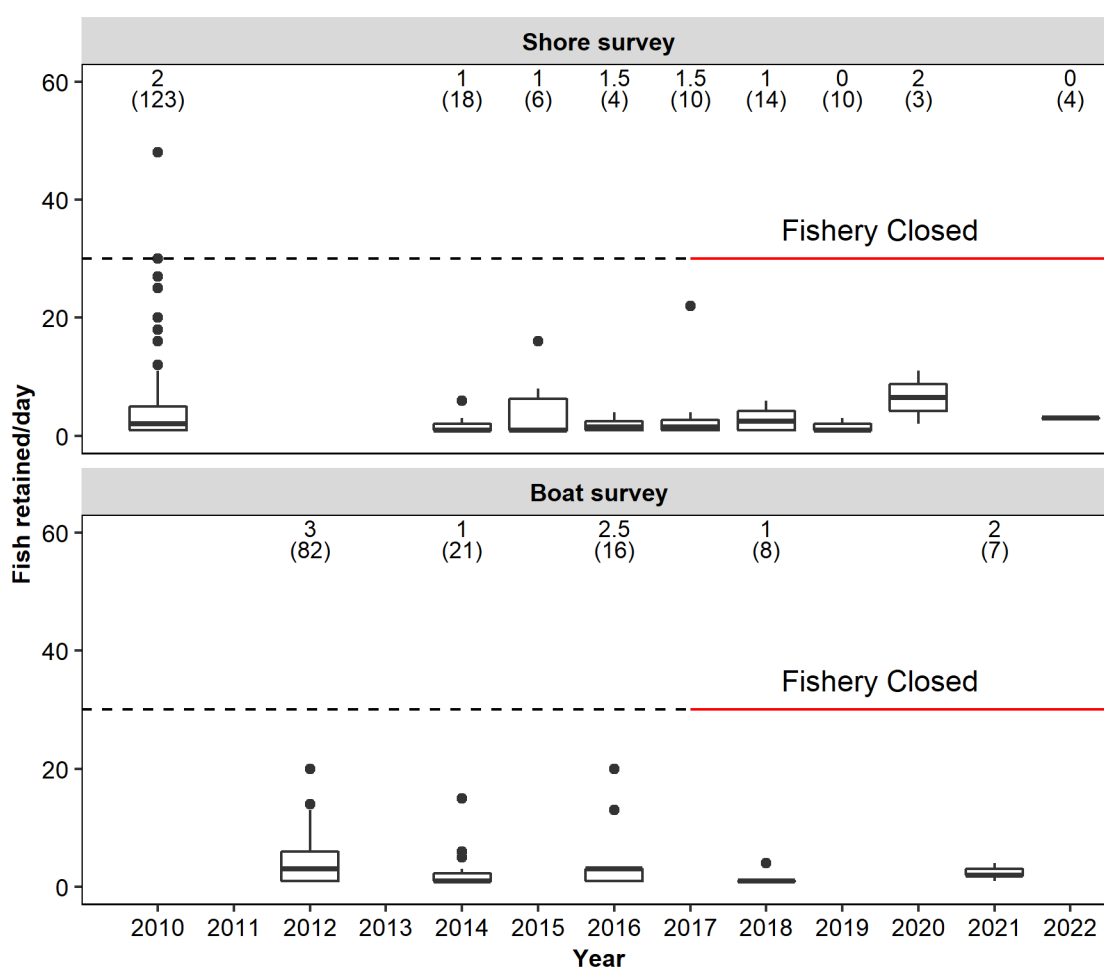 Shore survey
2 1 1 1.5 1.5 1 0 2 0
(123) (18) (6) (4) (10) (14) (10) (3) (4)
60
40
Fishery Closed
20
0
Fish retained/day
Boat survey
3 1 2.5 1 2
(82) (21) (16) (8) (7)
60
40
Fishery Closed
20
0
2010 2011 2012 2013 2014 2015 2016 2017 2018 2019 2020 2021 2022
Year